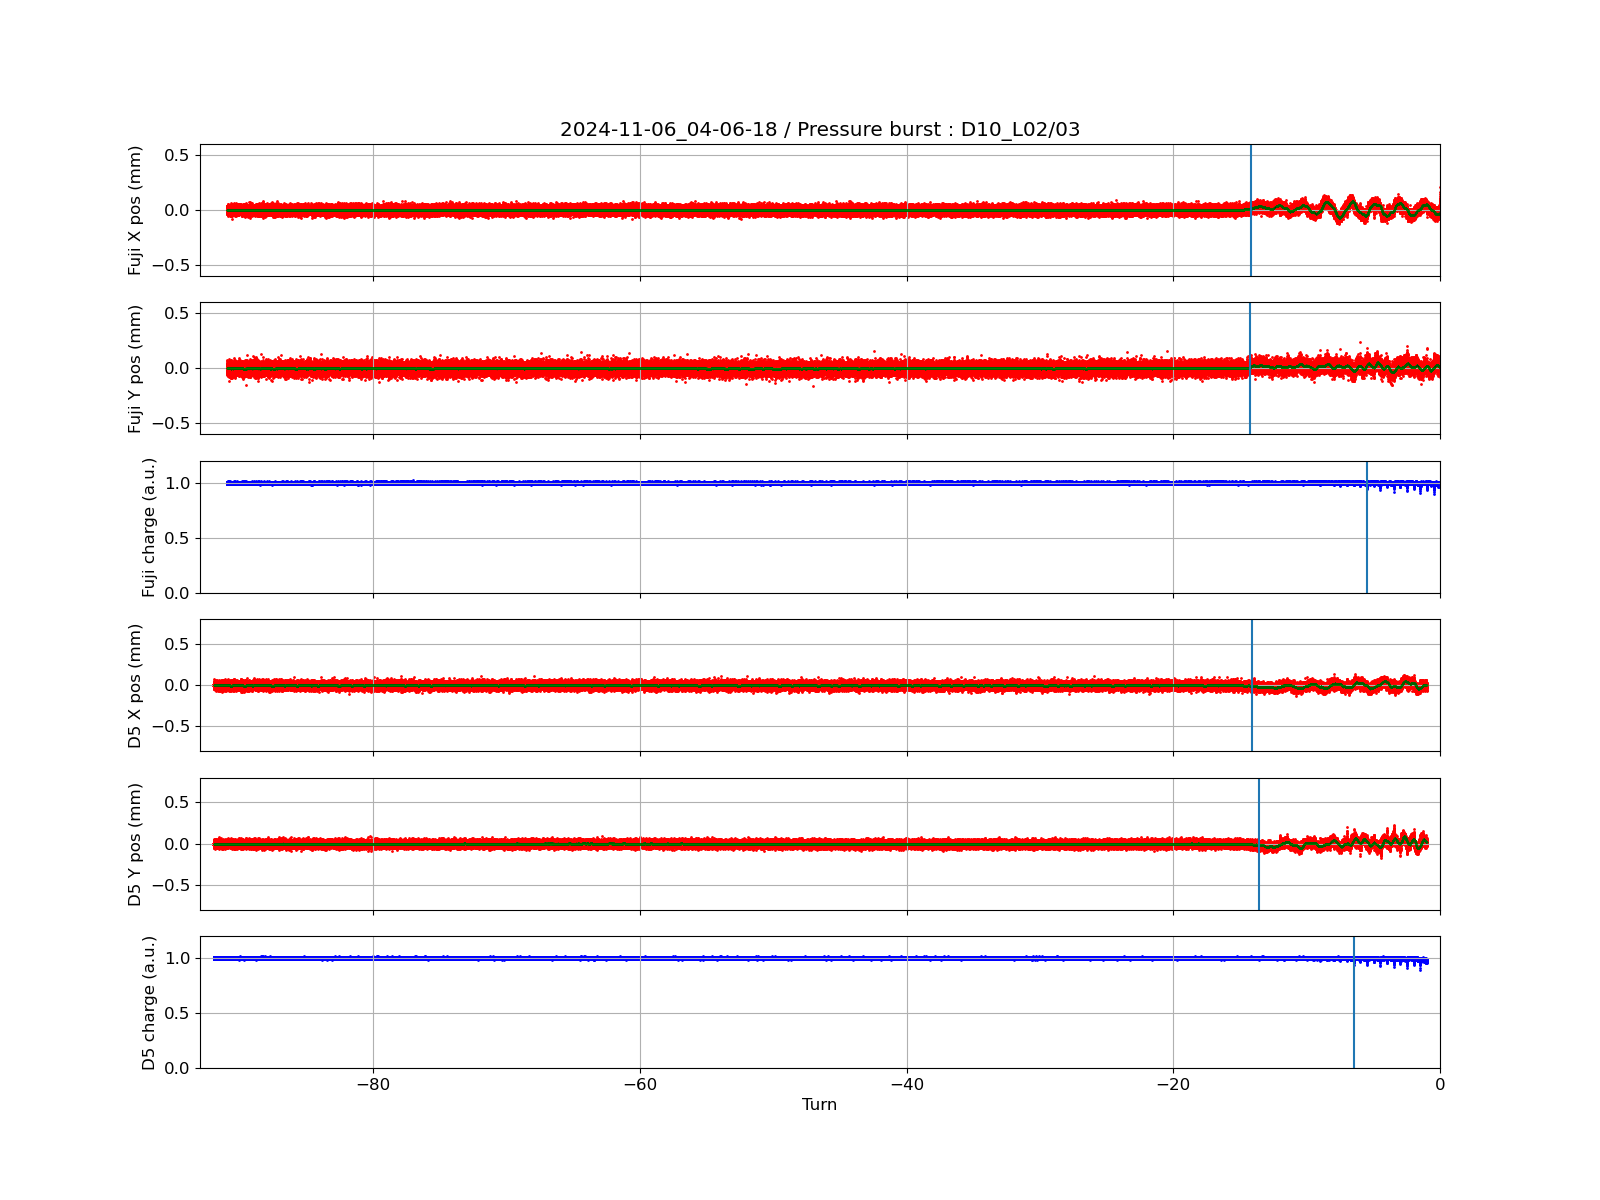 2024-11-06_04-06-18 / Pressure burst : D10_L02/03
Fuji X pos (mm)
0.5
0.0
−0.5
Fuji Y pos (mm)
0.5
0.0
−0.5
Fuji charge (a.u.)
1.0
0.5
0.0
D5 X pos (mm)
0.5
0.0
−0.5
D5 Y pos (mm)
0.5
0.0
−0.5
D5 charge (a.u.)
1.0
0.5
0.0
−80 −60 −40 −20 0
Turn